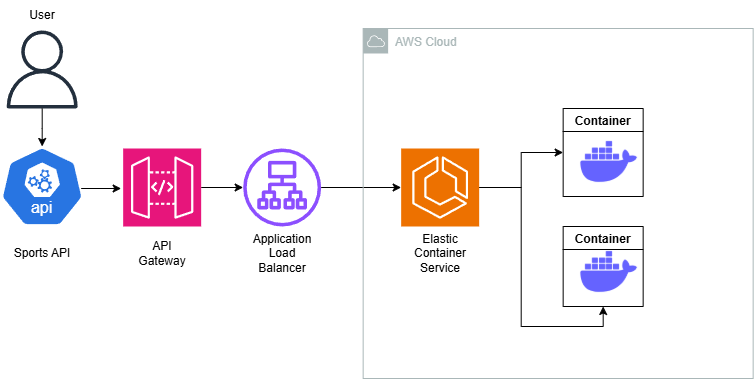 User
AWS Cloud
Container
api
Sports API
API
Gateway
Application
Load
Balancer
Elastic
Container
Service
Container